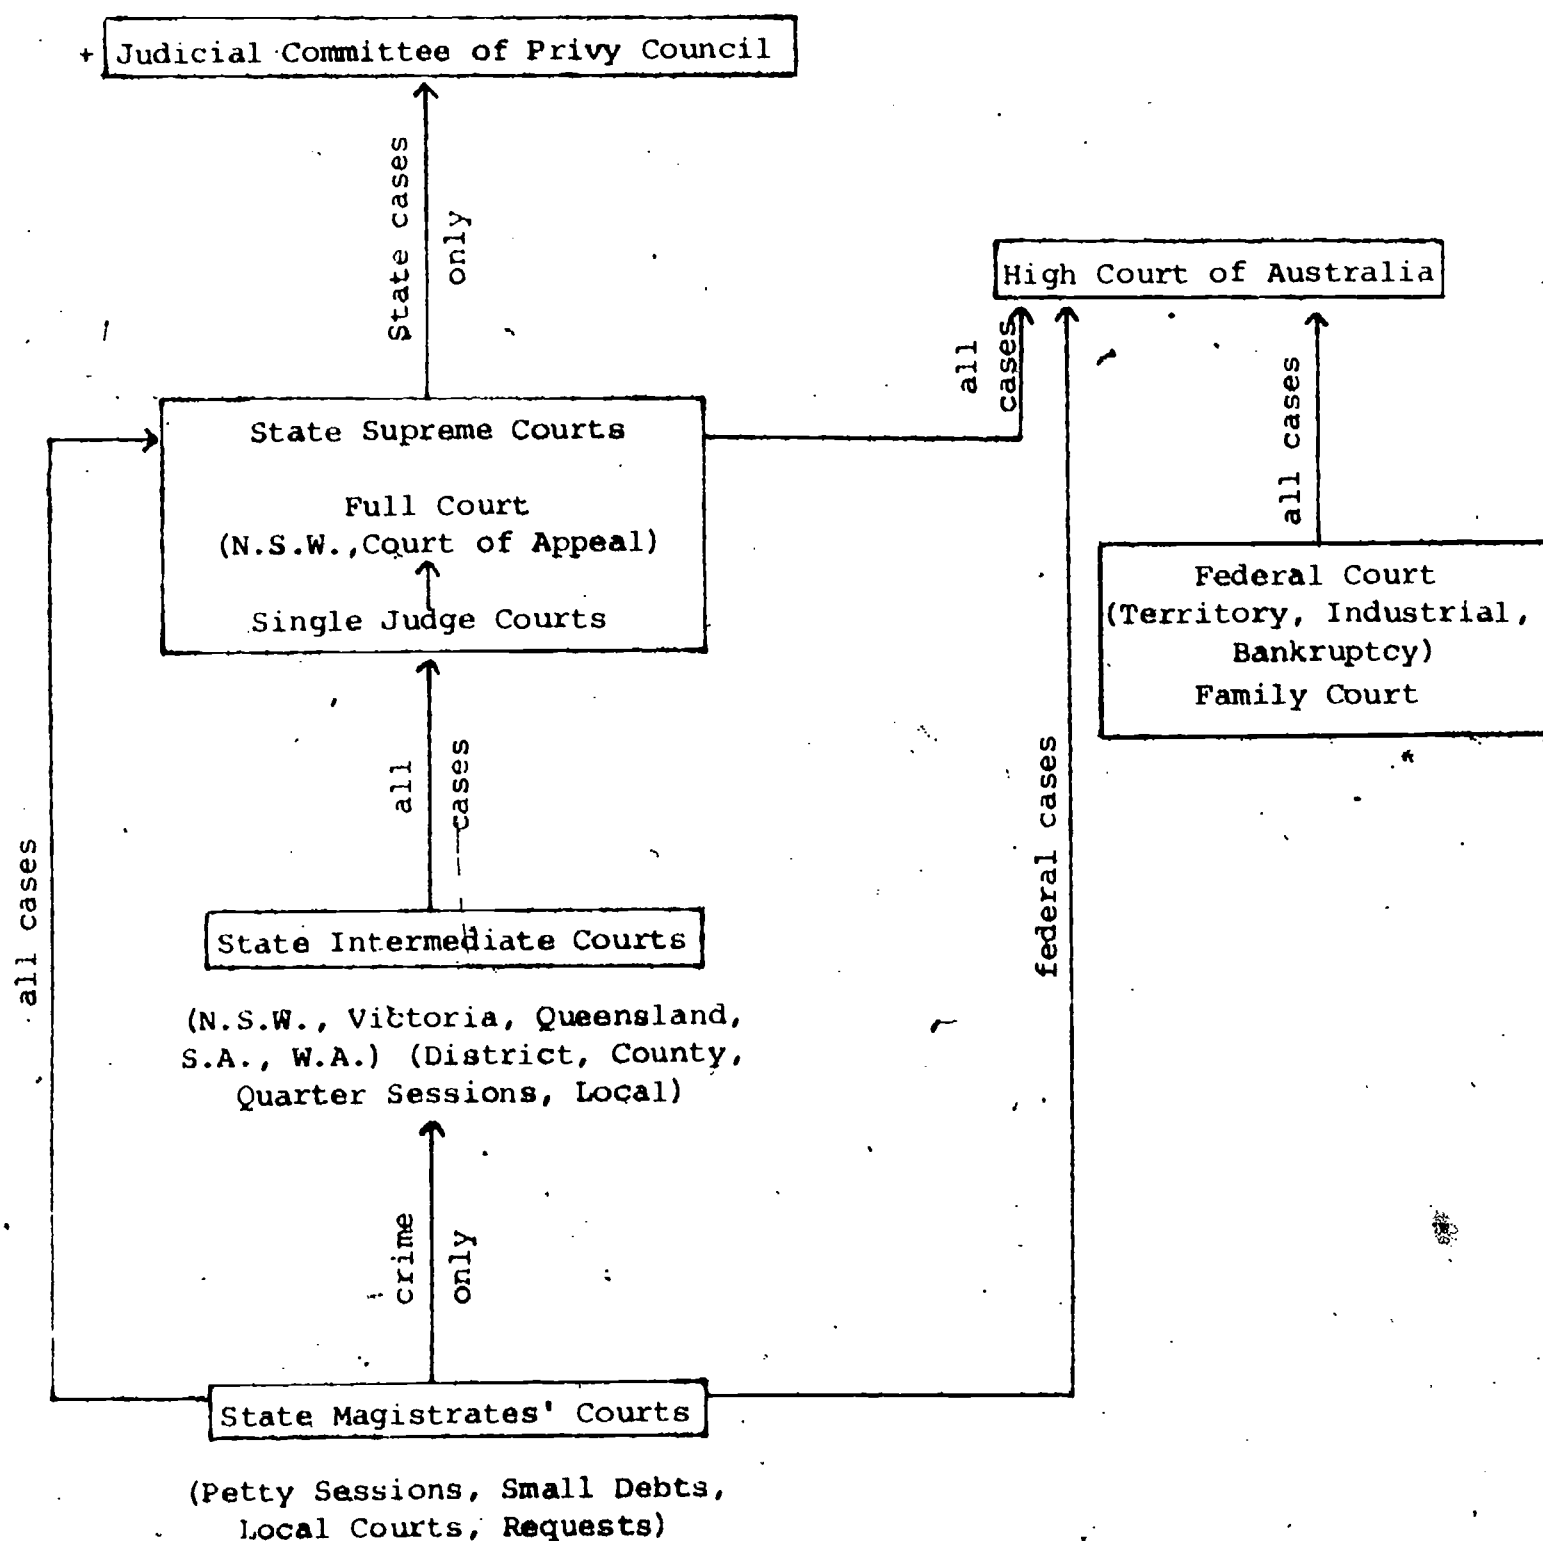 + Judicial Committee of Privy Council
State cases
only
High Court of Australia
all
cases
all cases
State Supreme Courts
Full Court
(N.S.W., Court of Appeal)
Single Judge Courts
Federal Court
(Territory, Industrial,
Bankruptcy)
Family Court
*
all
cases
all cases
federal cases
State Intermediate Courts
(N.S.W., Victoria, Queensland,
S.A., W.A.) (District, County,
Quarter Sessions, Local)
crime
only
State Magistrates' Courts
(Petty Sessions, Small Debts,
Local Courts, Requests)